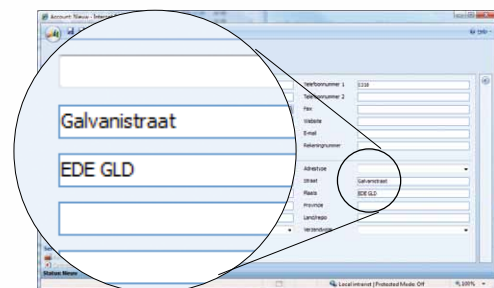 Account: Nieuw - Internet
Help
Telefoonnummer 1 0318
Telefoonnummer 2
Fax
Website
E-mail
Rekeningnummer
Adrestype
Straat Galvanistraat
Plaats EDE GLD
Provincie
Land/regio
Verzendwijze
Galvanistraat
EDE GLD
Status: Nieuw
Local intranet | Protected Mode: Off
100%